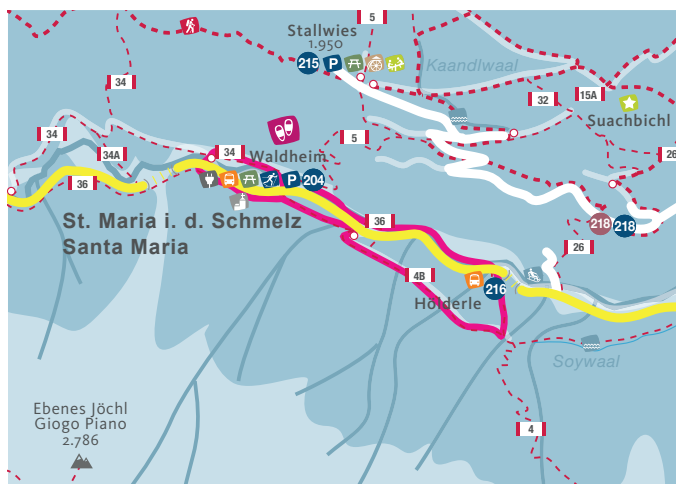 5
Stallwies
1.950
215
P
Kaandlwaal
34
32
15A
Suachbichl
34
34A
34
Waldheim
5
26
36
P
204
St. Maria i. d. Schmelz
Santa Maria
36
218
218
26
4B
Hölderle
216
Soywaal
Ebenes Jöchl
Giogo Piano
2.786
4